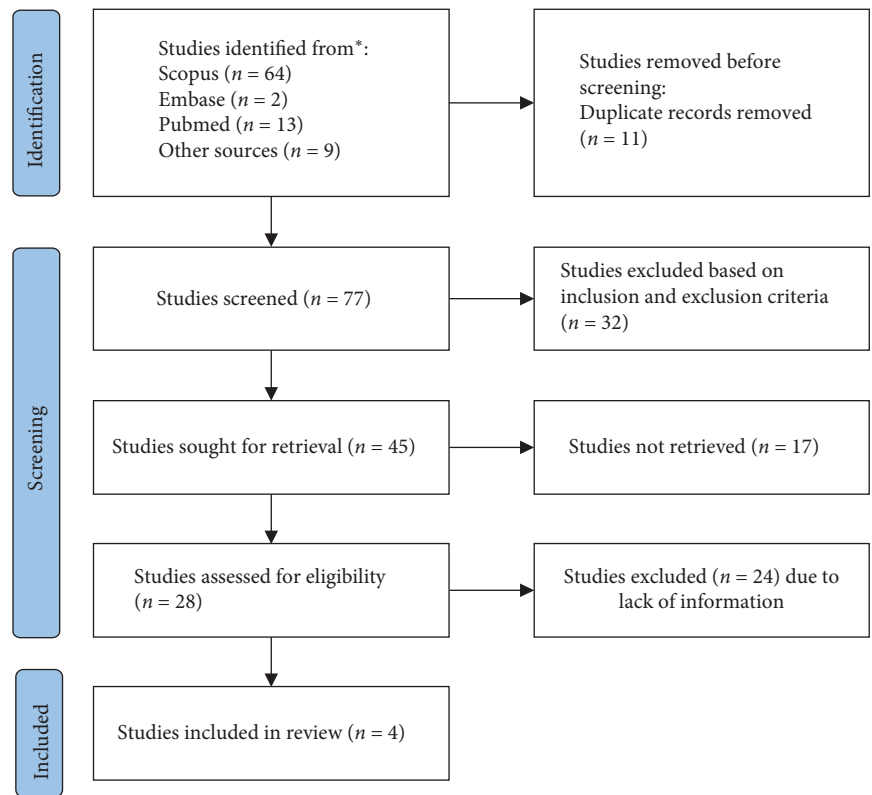 Identification
Studies identified from*:
Scopus (n = 64)
Embase (n = 2)
Pubmed (n = 13)
Other sources (n = 9)
Studies removed before
screening:
Duplicate records removed
(n = 11)
Screening
Studies screened (n = 77)
Studies excluded based on
inclusion and exclusion criteria
(n = 32)
Studies sought for retrieval (n = 45)
Studies not retrieved (n = 17)
Studies assessed for eligibility
(n = 28)
Studies excluded (n = 24) due to
lack of information
Included
Studies included in review (n = 4)